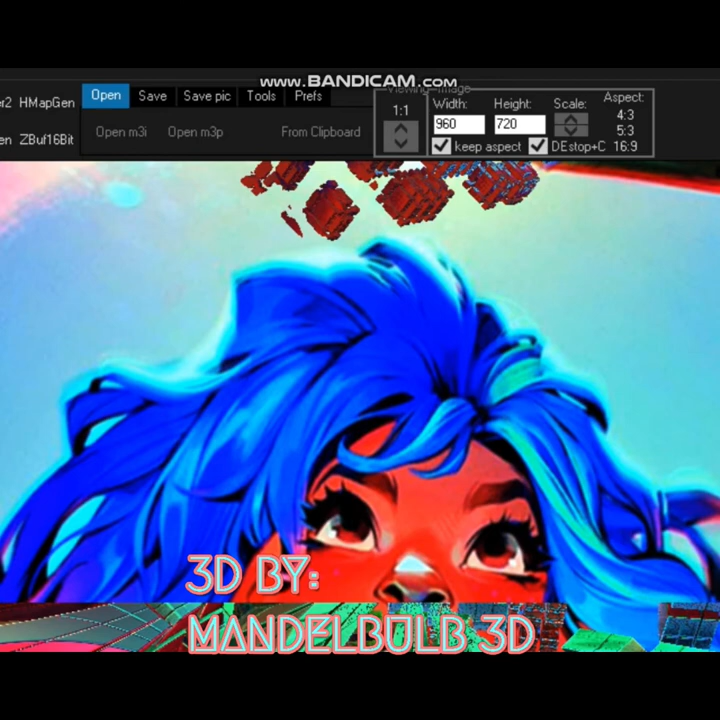 www.BANDICAM.com
er2 HMapGen Open Save Save pic Tools Prefs
Viewing-Image
1:1 Width: Height: Scale: Aspect:
960 720 4:3
5:3
en ZBuf16Bit Open m3i Open m3p From Clipboard keep aspect DEstop+C 16:9
3D BY:
MANDELBULB 3D